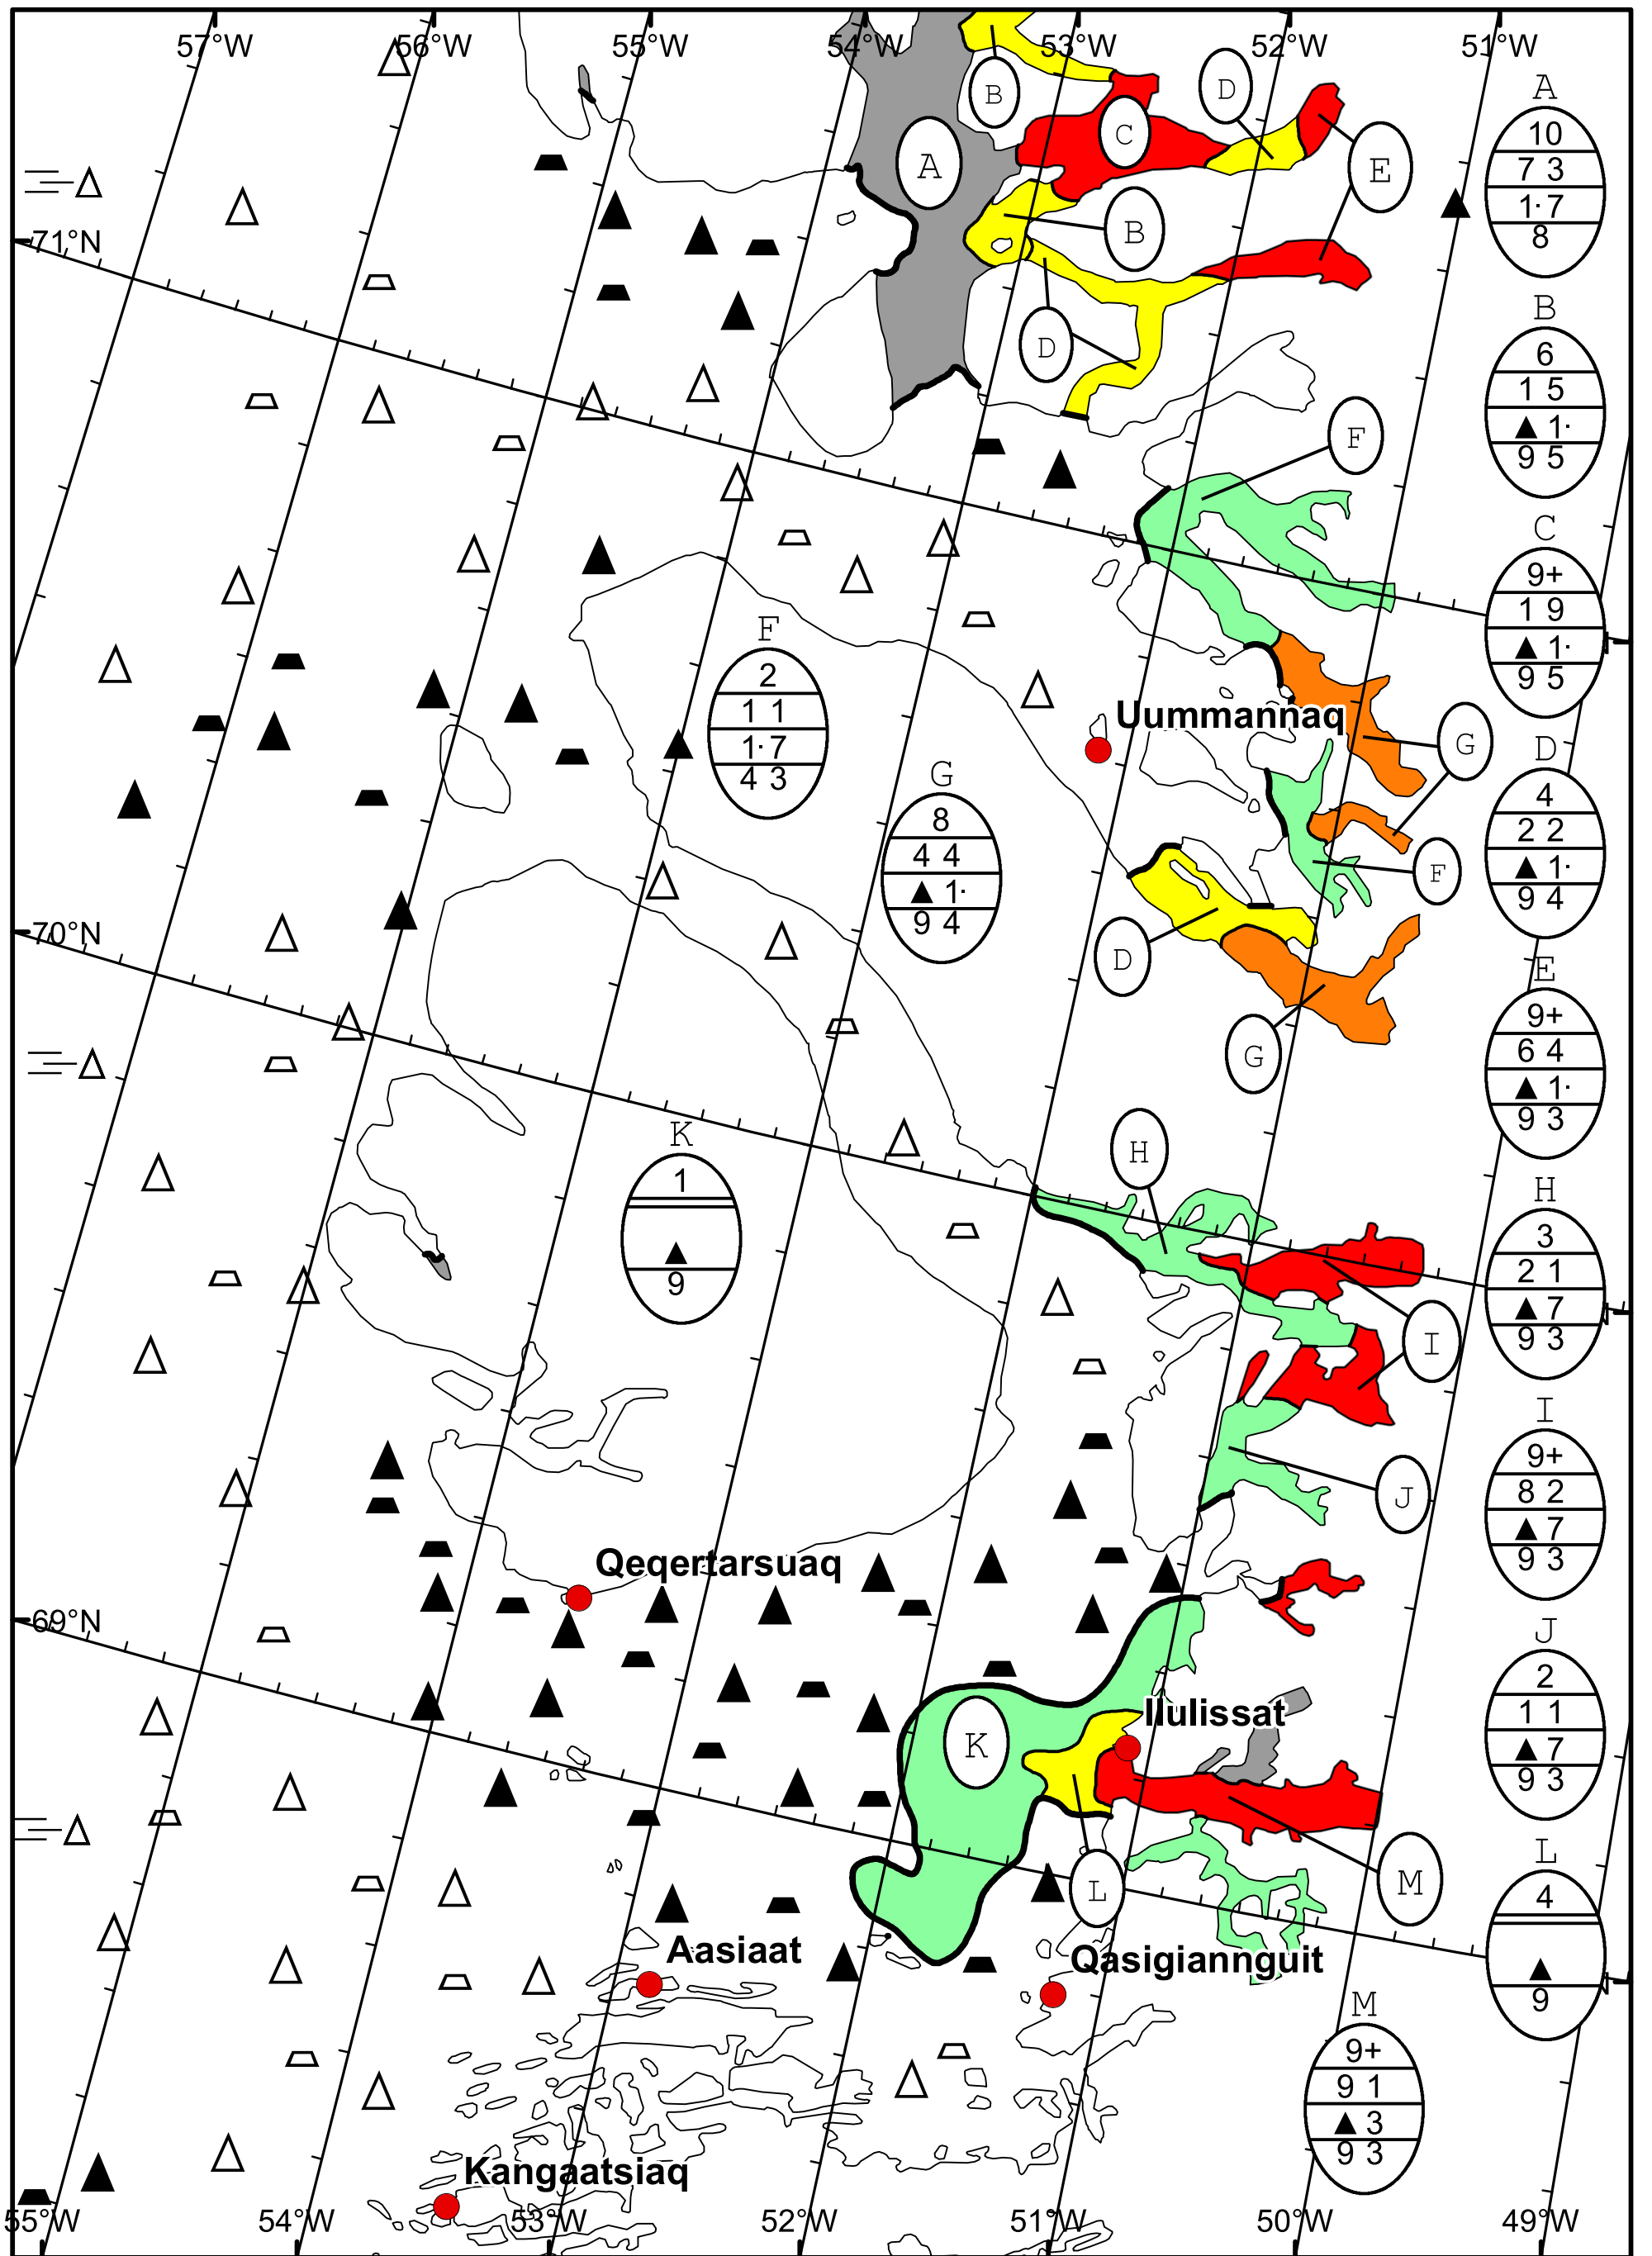 57°W
56°W
55°W
54°W
53°W
52°W
51°W
B
D
C
A
E
B
D
F
71°N
A
10
7 3
1· 7
8
B
6
1 5
▲ 1·
9 5
C
9+
1 9
▲ 1·
9 5
F
2
1 1
1· 7
4 3
Uummannaq
G
D
4
2 2
▲ 1·
9 4
G
8
4 4
▲ 1·
9 4
F
70°N
D
G
E
9+
6 4
▲ 1·
9 3
K
1
▲
9
H
H
3
2 1
▲ 7
9 3
I
I
9+
8 2
▲ 7
9 3
J
Qeqertarsuaq
69°N
J
2
1 1
▲ 7
9 3
Ilulissat
K
L
M
L
4
▲
9
Aasiaat
Qasigiannguit
M
9+
9 1
▲ 3
9 3
Kangaatsiaq
55°W
54°W
53°W
52°W
51°W
50°W
49°W